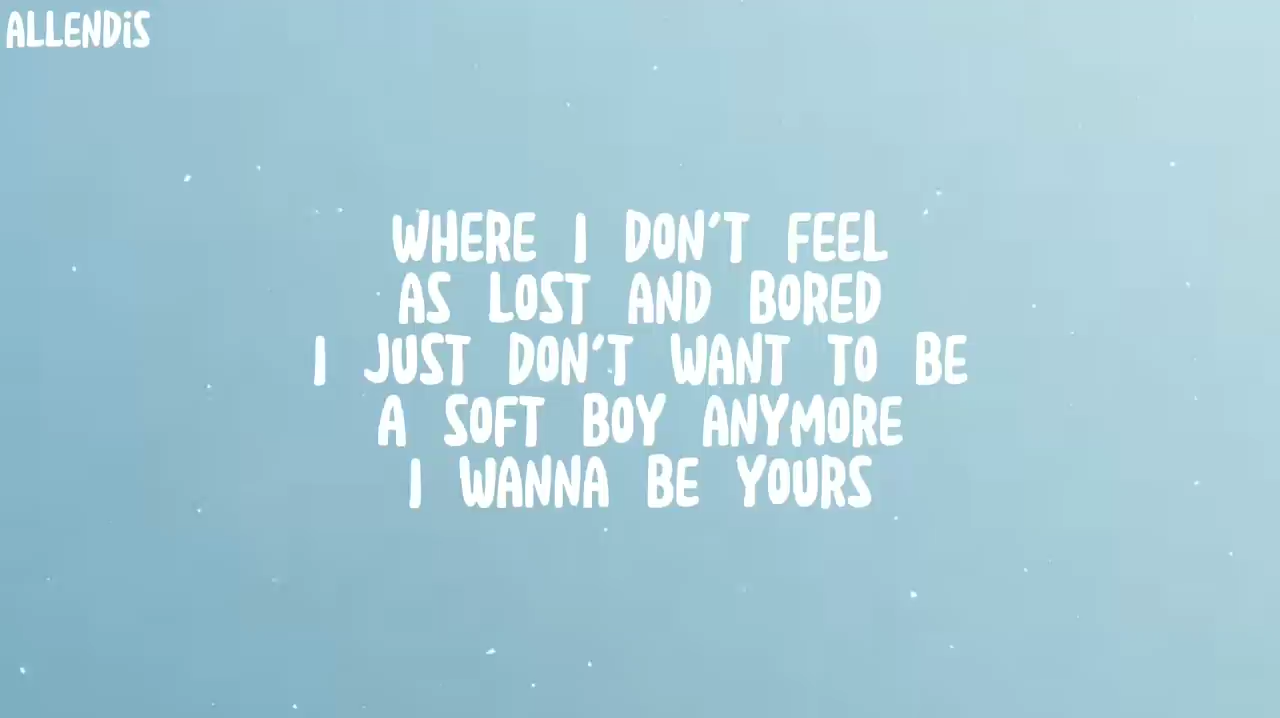 ALLENDiS
WHERE I DON'T FEEL
AS LOST AND BORED
I JUST DON'T WANT TO BE
A SOFT BOY ANYMORE
I WANNA BE YOURS